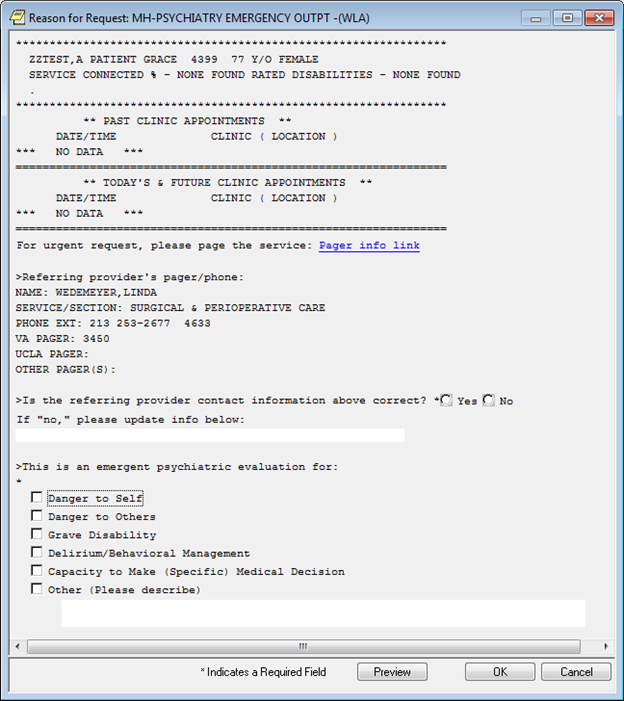 Reason for Request: MH-PSYCHIATRY EMERGENCY OUTPT -(WLA)
****************************************************************
ZZTEST,A PATIENT GRACE 4399 77 Y/O FEMALE
SERVICE CONNECTED % - NONE FOUND RATED DISABILITIES - NONE FOUND
.
****************************************************************
** PAST CLINIC APPOINTMENTS **
DATE/TIME CLINIC ( LOCATION )
*** NO DATA ***
================================================================
** TODAY'S & FUTURE CLINIC APPOINTMENTS **
DATE/TIME CLINIC ( LOCATION )
*** NO DATA ***
================================================================
For urgent request, please page the service: Pager info link
>Referring provider's pager/phone:
NAME: WEDEMEYER,LINDA
SERVICE/SECTION: SURGICAL & PERIOPERATIVE CARE
PHONE EXT: 213 253-2677 4633
VA PAGER: 3450
UCLA PAGER:
OTHER PAGER(S):
>Is the referring provider contact information above correct? * Yes No
If "no," please update info below:
>This is an emergent psychiatric evaluation for:
*
Danger to Self
Danger to Others
Grave Disability
Delirium/Behavioral Management
Capacity to Make (Specific) Medical Decision
Other (Please describe)
* Indicates a Required Field Preview OK Cancel